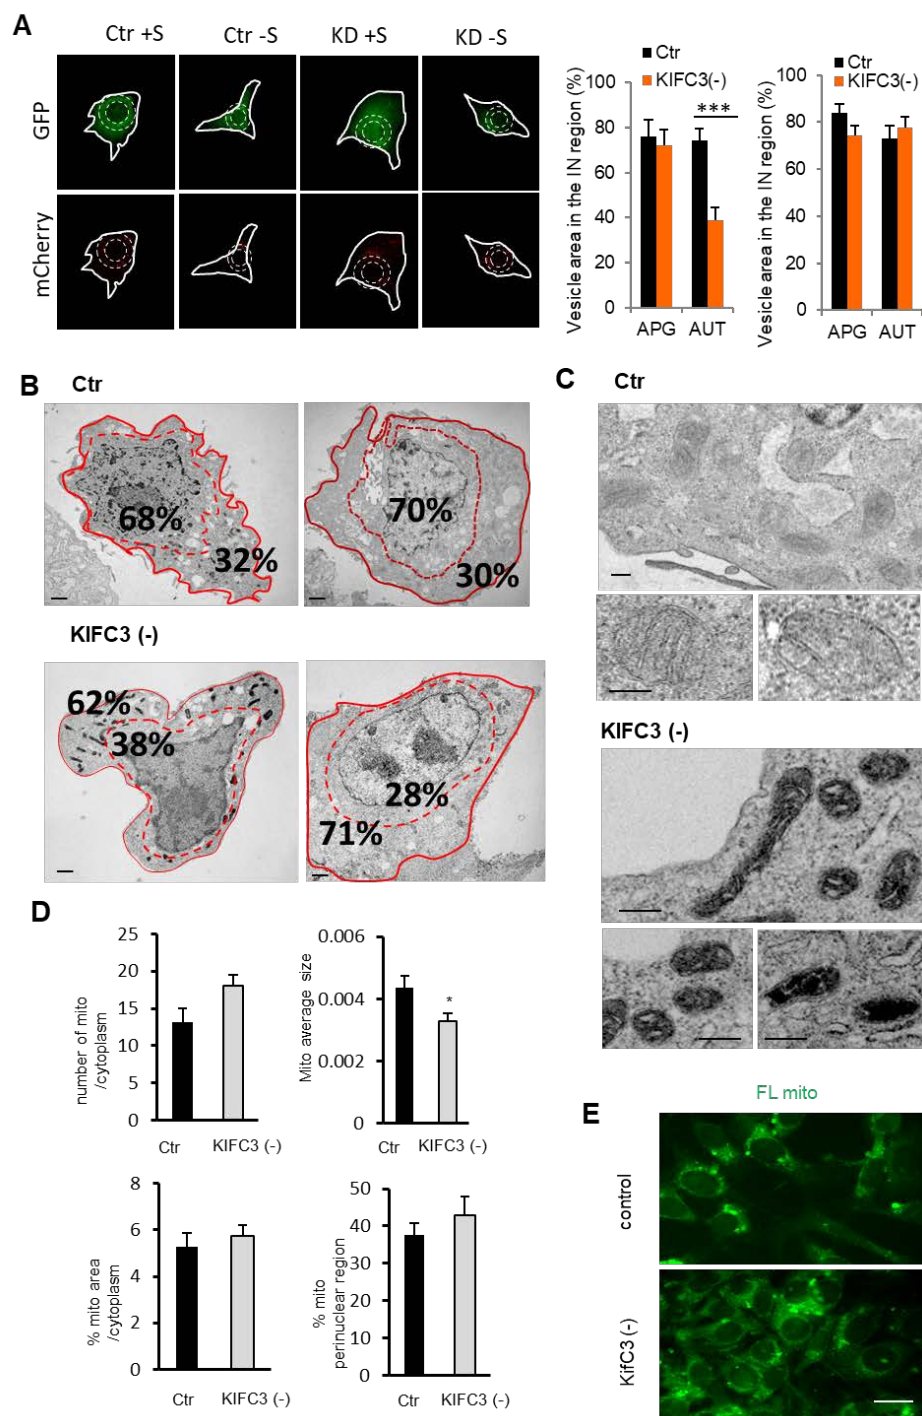 A
Ctr +S
Ctr -S
KD +S
KD -S
GFP
mCherry
Ctr
KIFC3(-)
Vesicle area in the IN region (%)
100
80
60
40
20
0
***
APG
AUT
Ctr
KIFC3(-)
Vesicle area in the IN region (%)
100
80
60
40
20
0
APG
AUT
B
Ctr
68%
32%
70%
30%
KIFC3 (-)
62%
38%
28%
71%
C
Ctr
KIFC3 (-)
D
number of mito
/cytoplasm
25
20
15
10
5
0
Ctr
KIFC3 (-)
Mito average size
0.006
0.004
0.002
0
*
Ctr
KIFC3 (-)
% mito area
/cytoplasm
8
6
4
2
0
Ctr
KIFC3 (-)
% mito
perinuclear region
50
40
30
20
10
0
Ctr
KIFC3 (-)
E
FL mito
control
KifC3 (-)